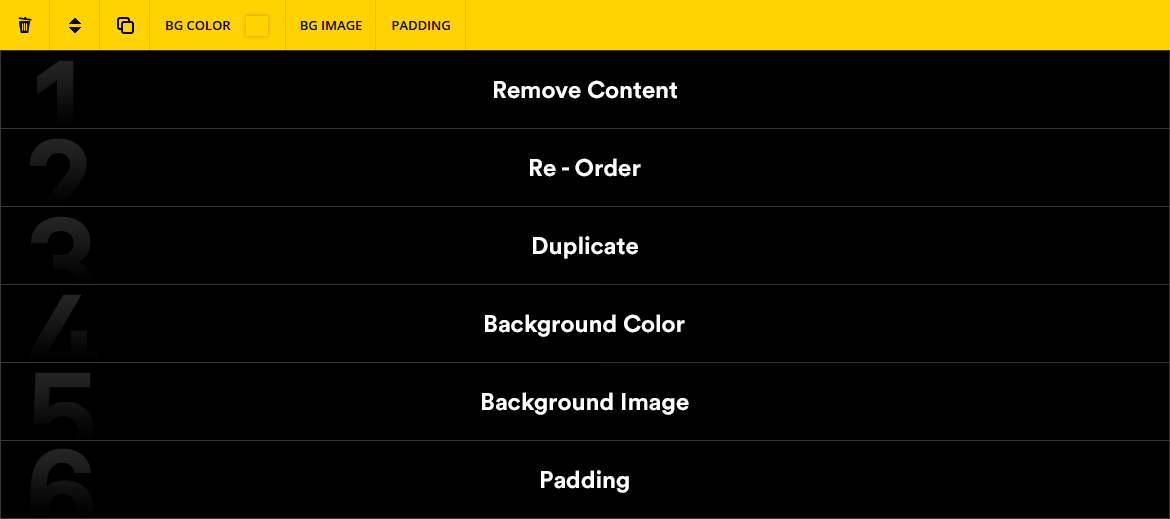 BG COLOR BG IMAGE PADDING
1 Remove Content
2 Re - Order
3 Duplicate
4 Background Color
5 Background Image
6 Padding